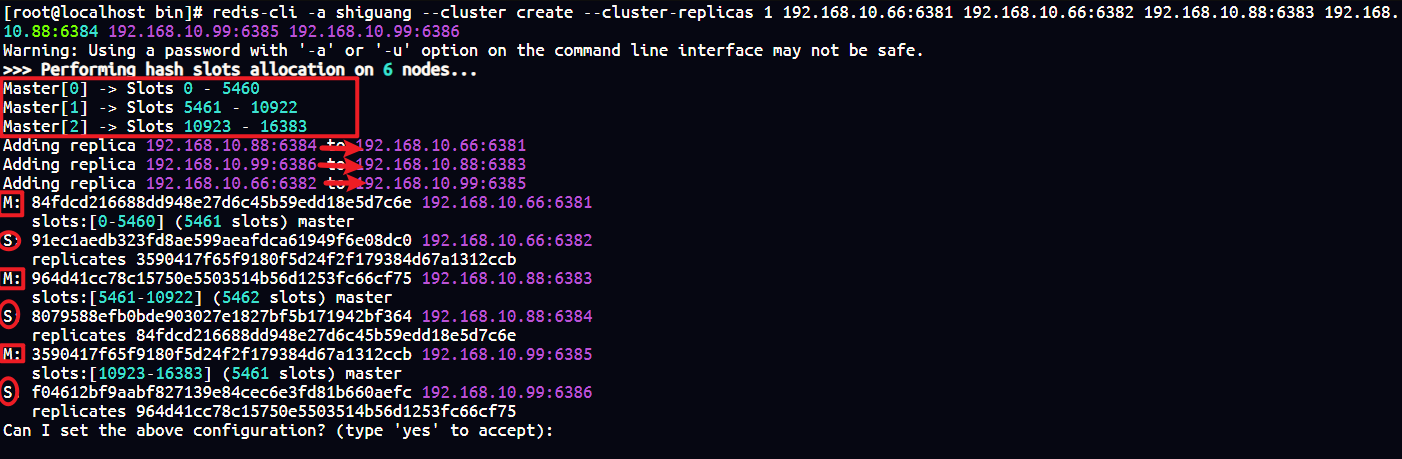 [root@localhost bin]# redis-cli -a shiguang --cluster create --cluster-replicas 1 192.168.10.66:6381 192.168.10.66:6382 192.168.10.88:6383 192.168.
10.88:6384 192.168.10.99:6385 192.168.10.99:6386
Warning: Using a password with '-a' or '-u' option on the command line interface may not be safe.
>>> Performing hash slots allocation on 6 nodes...
Master[0] -> Slots 0 - 5460
Master[1] -> Slots 5461 - 10922
Master[2] -> Slots 10923 - 16383
Adding replica 192.168.10.88:6384 to 192.168.10.66:6381
Adding replica 192.168.10.99:6386 to 192.168.10.88:6383
Adding replica 192.168.10.66:6382 to 192.168.10.99:6385
M: 84fdcd216688dd948e27d6c45b59edd18e5d7c6e 192.168.10.66:6381
slots:[0-5460] (5461 slots) master
S: 91ec1aedb323fd8ae599aeafdca61949f6e08dc0 192.168.10.66:6382
replicates 3590417f65f9180f5d24f2f179384d67a1312ccb
M: 964d41cc78c15750e5503514b56d1253fc66cf75 192.168.10.88:6383
slots:[5461-10922] (5462 slots) master
S: 8079588efb0bde903027e1827bf5b171942bf364 192.168.10.88:6384
replicates 84fdcd216688dd948e27d6c45b59edd18e5d7c6e
M: 3590417f65f9180f5d24f2f179384d67a1312ccb 192.168.10.99:6385
slots:[10923-16383] (5461 slots) master
S: f04612bf9aabf827139e84cec6e3fd81b660aefc 192.168.10.99:6386
replicates 964d41cc78c15750e5503514b56d1253fc66cf75
Can I set the above configuration? (type 'yes' to accept):